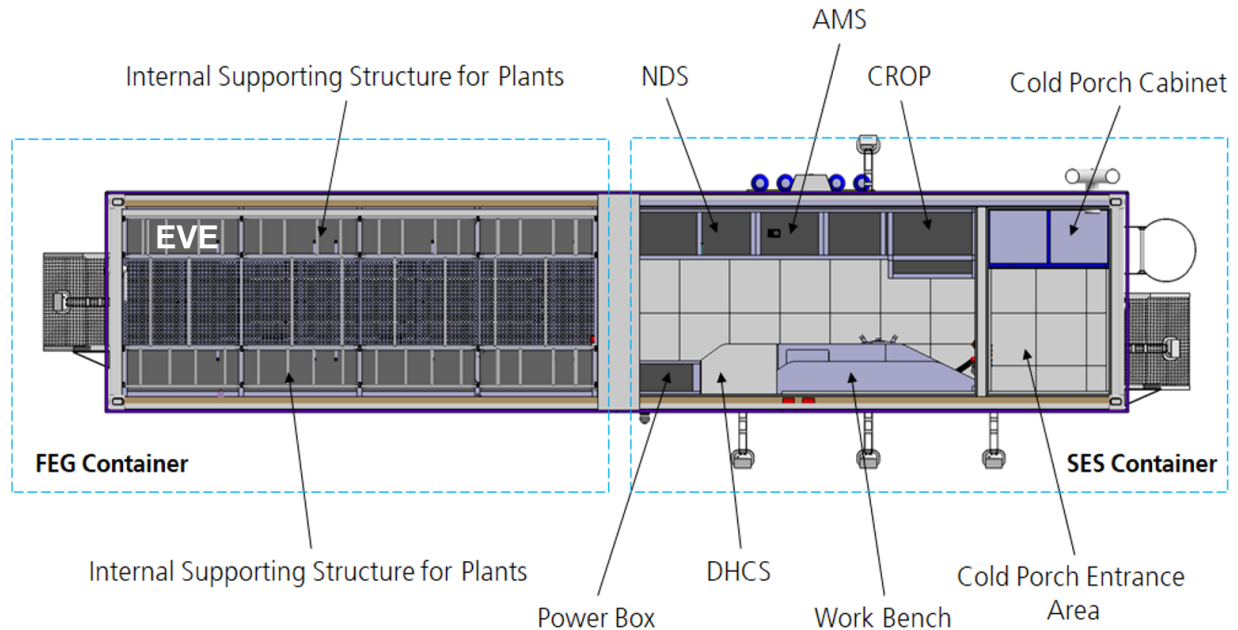 AMS
Internal Supporting Structure for Plants
NDS
CROP
Cold Porch Cabinet
EVE
FEG Container
SES Container
Internal Supporting Structure for Plants
DHCS
Cold Porch Entrance
Area
Power Box
Work Bench